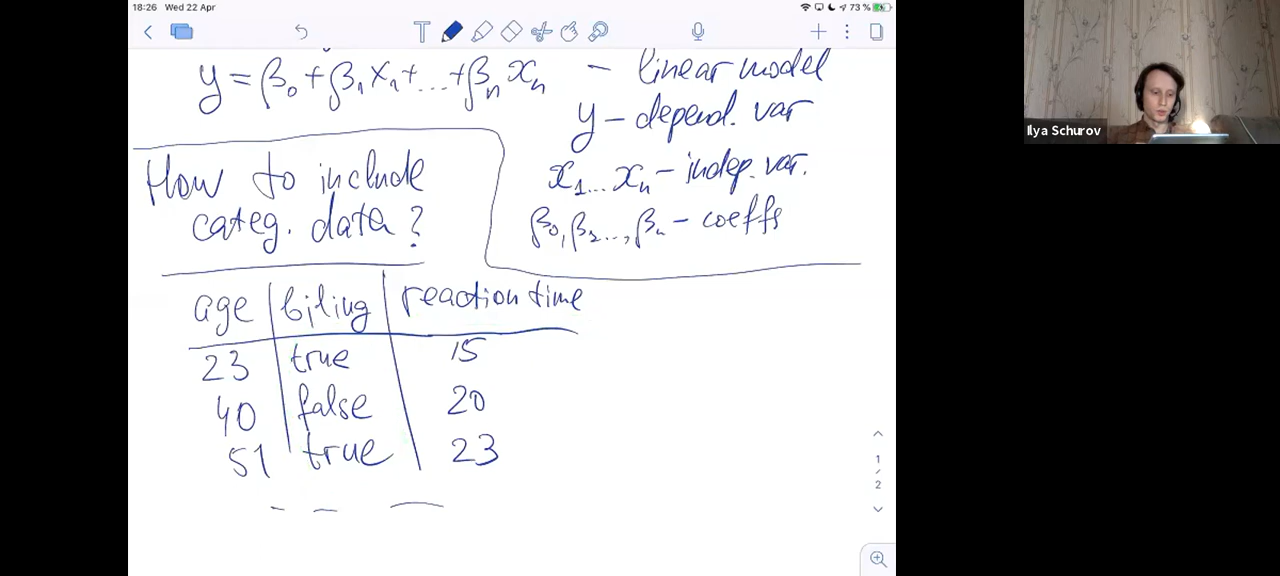 18:26 Wed 22 Apr
73 %
y = β₀ + β₁x₁ + ... + βₙxₙ – linear model
y – depend. var
x₁...xₙ – indep. var.
β₀, β₂..., βₙ – coeffs
How to include
categ. data?
age | biling | reaction time
23 | true | 15
40 | false | 20
51 | true | 23
1
/
2
Ilya Schurov